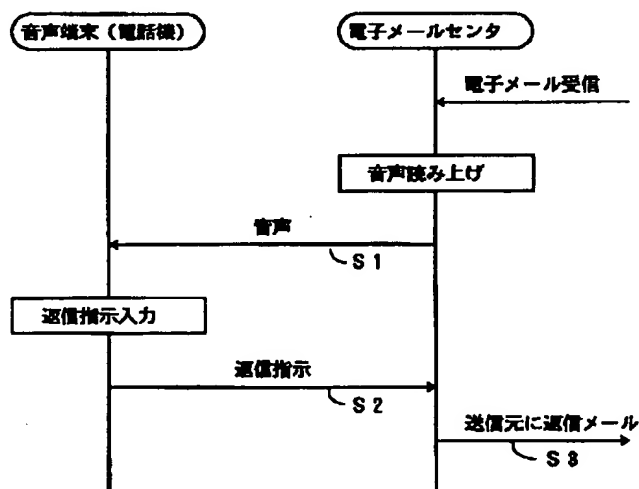 音声端末（電話機）
電子メールセンタ
電子メール受信
音声読み上げ
音声
S1
返信指示入力
返信指示
S2
送信元に返信メール
S3